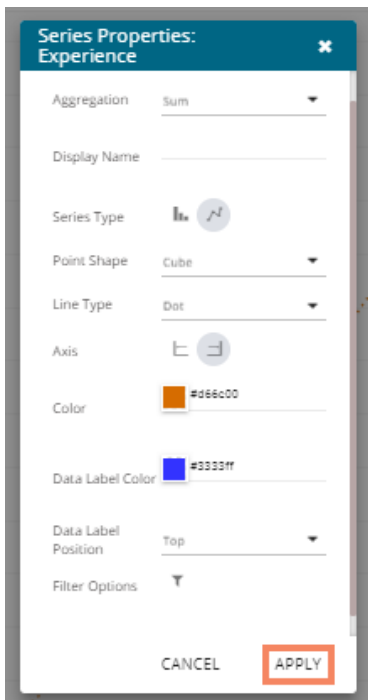 Series Properties:
Experience
Aggregation Sum
Display Name
Series Type
Point Shape Cube
Line Type Dot
Axis
Color #d66c00
Data Label Color #3333ff
Data Label
Position Top
Filter Options
CANCEL APPLY